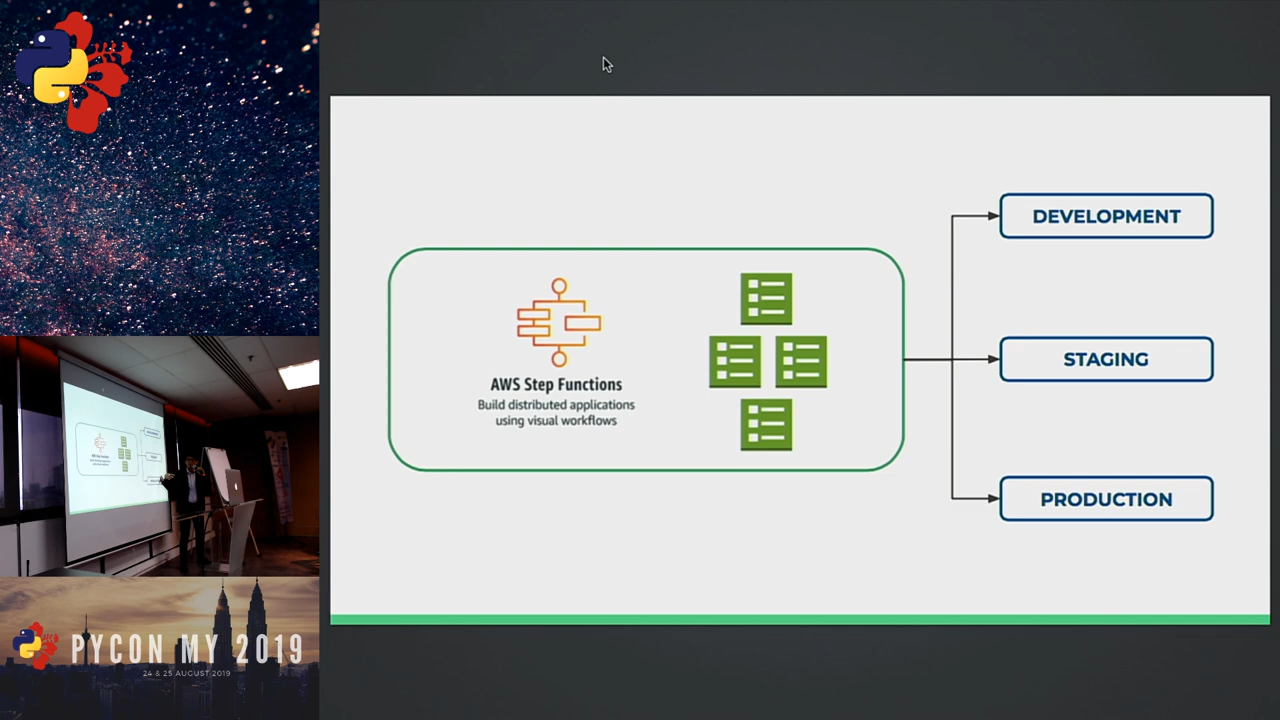 AWS Step Functions
Build distributed applications
using visual workflows
DEVELOPMENT
STAGING
PRODUCTION
PYCON MY 2019
24 & 25 AUGUST 2019